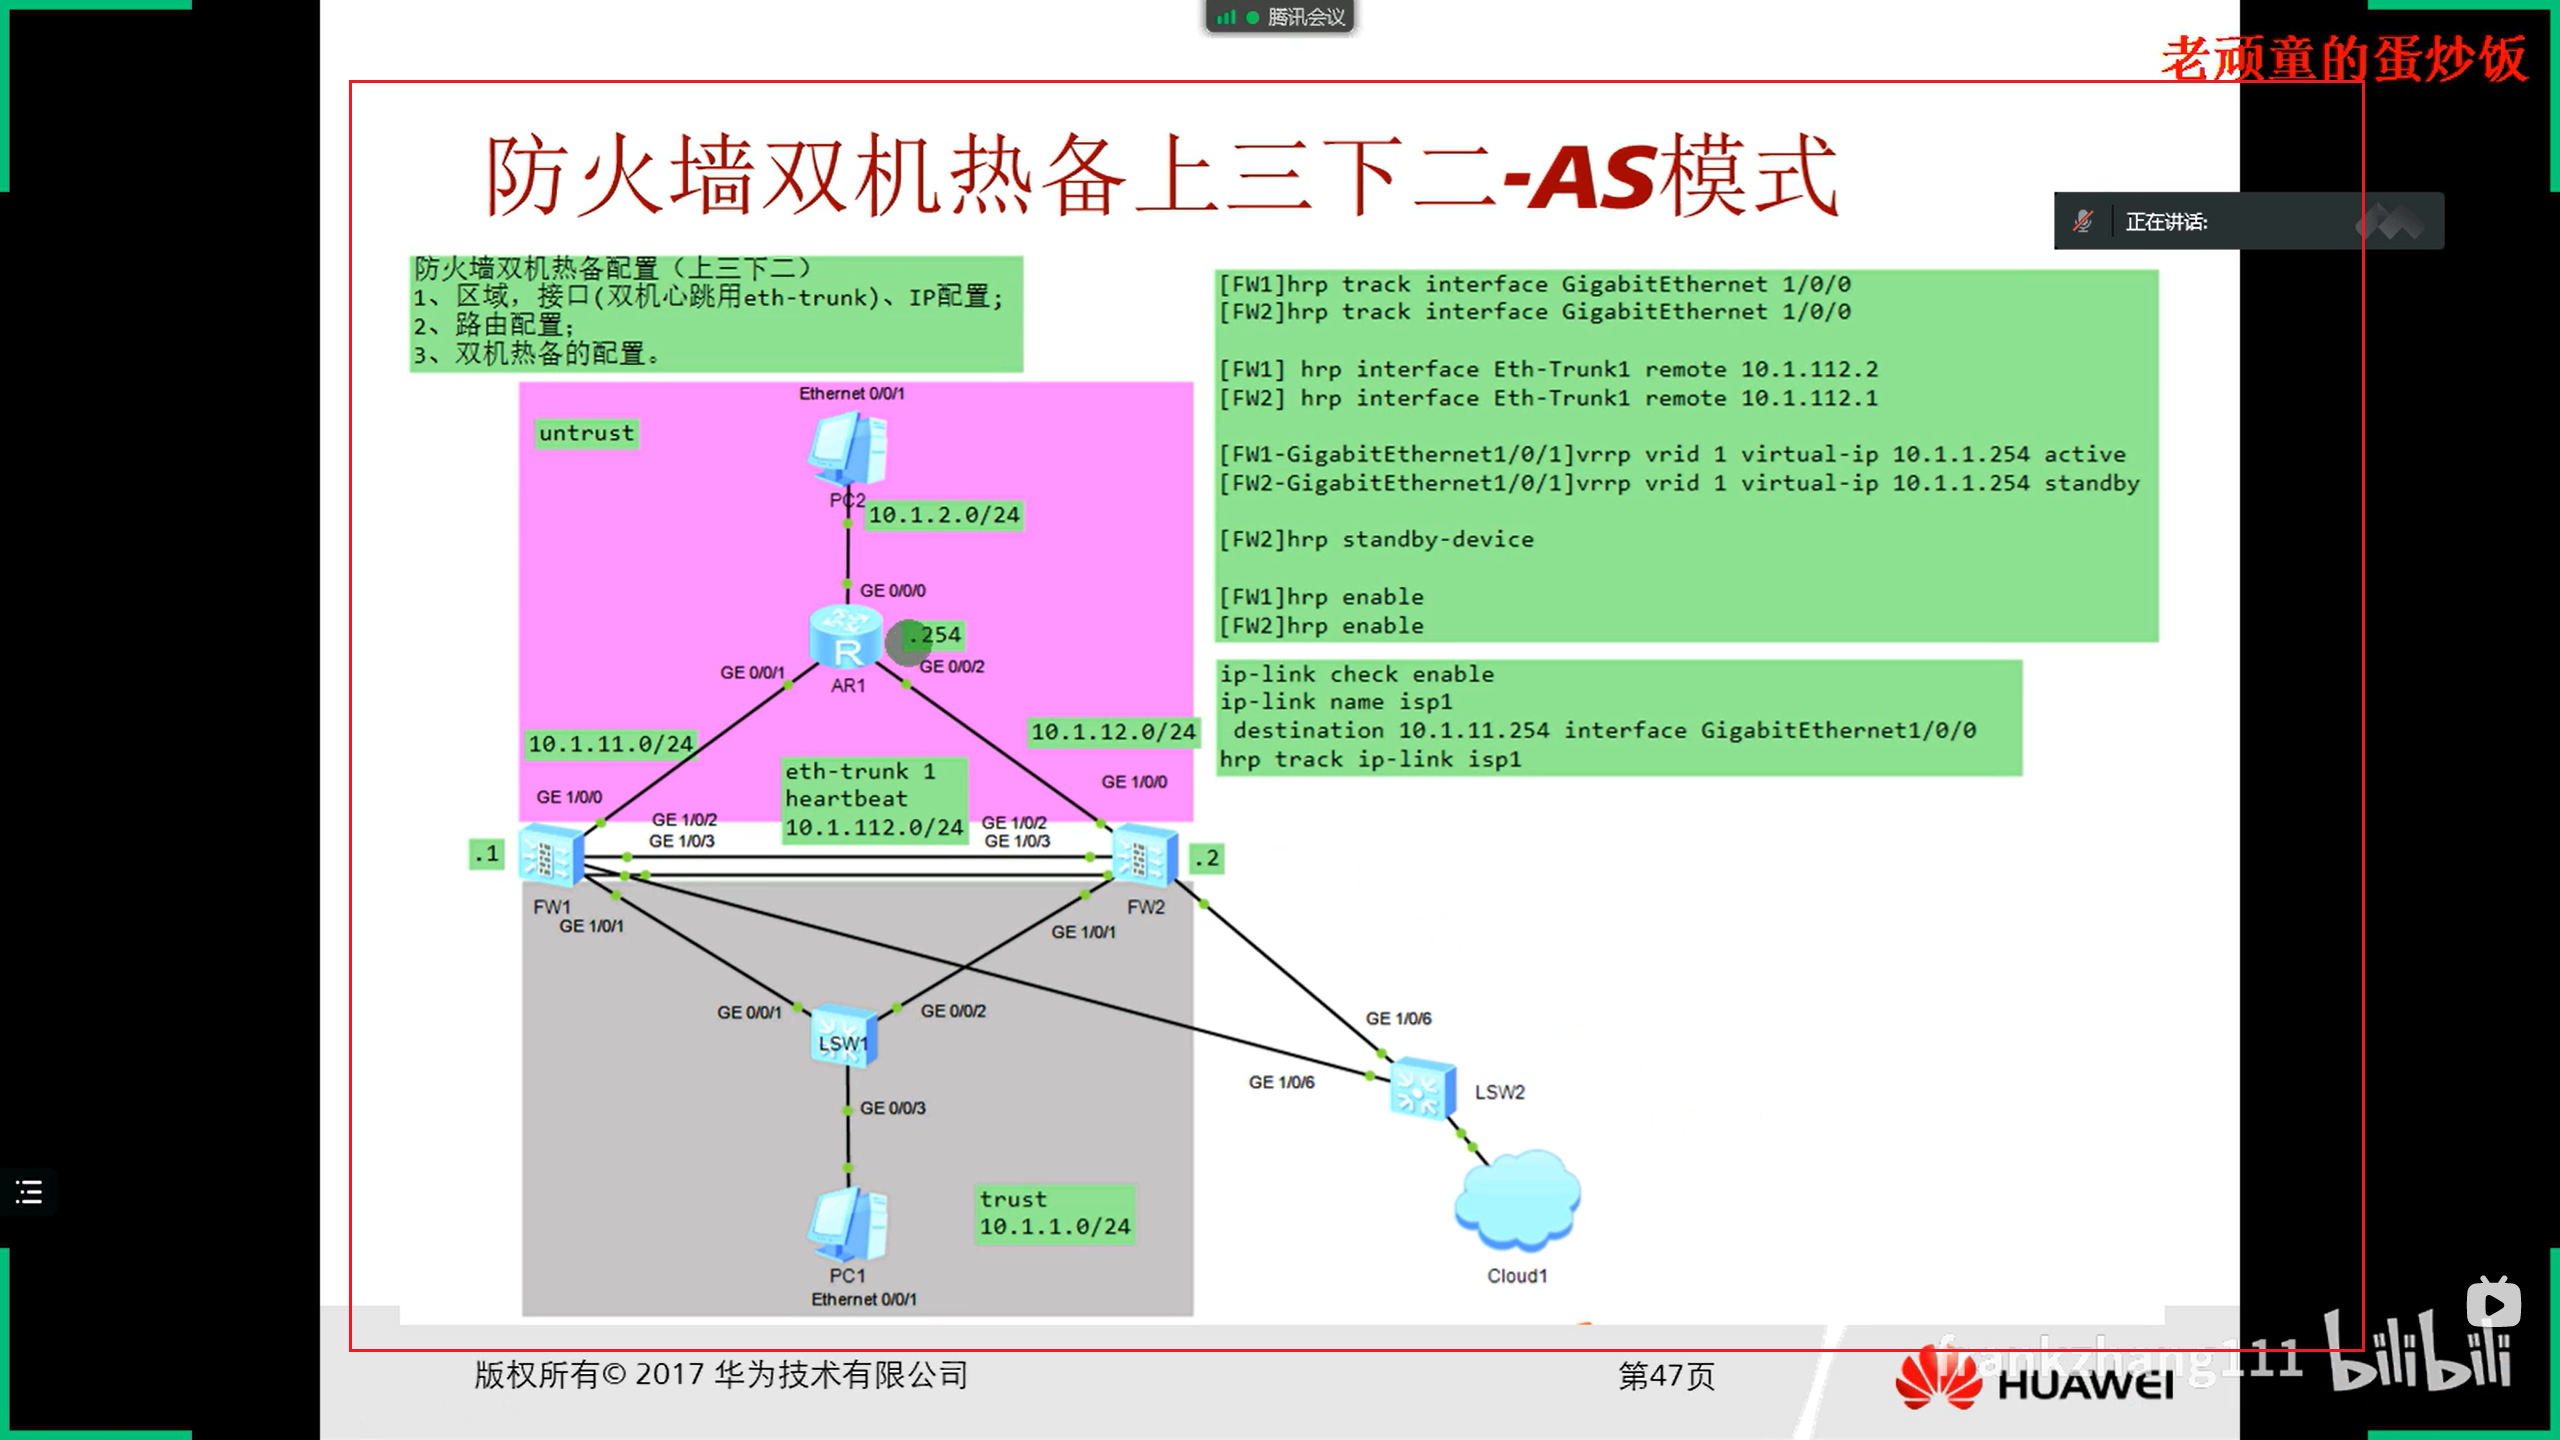 腾讯会议
老顽童的蛋炒饭
防火墙双机热备上三下二-AS模式
正在讲话:
防火墙双机热备配置（上三下二）
1、区域，接口(双机心跳用eth-trunk)、IP配置;
2、路由配置;
3、双机热备的配置。
[FW1]hrp track interface GigabitEthernet 1/0/0
[FW2]hrp track interface GigabitEthernet 1/0/0
[FW1] hrp interface Eth-Trunk1 remote 10.1.112.2
[FW2] hrp interface Eth-Trunk1 remote 10.1.112.1
[FW1-GigabitEthernet1/0/1]vrrp vrid 1 virtual-ip 10.1.1.254 active
[FW2-GigabitEthernet1/0/1]vrrp vrid 1 virtual-ip 10.1.1.254 standby
[FW2]hrp standby-device
[FW1]hrp enable
[FW2]hrp enable
ip-link check enable
ip-link name isp1
destination 10.1.11.254 interface GigabitEthernet1/0/0
hrp track ip-link isp1
Ethernet 0/0/1
untrust
PC2
10.1.2.0/24
GE 0/0/0
.254
GE 0/0/1
GE 0/0/2
AR1
10.1.11.0/24
10.1.12.0/24
eth-trunk 1
heartbeat
10.1.112.0/24
GE 1/0/0
GE 1/0/0
GE 1/0/2
GE 1/0/3
GE 1/0/2
GE 1/0/3
.1
.2
FW1
FW2
GE 1/0/1
GE 1/0/1
GE 0/0/1
GE 0/0/2
LSW1
GE 1/0/6
GE 1/0/6
LSW2
GE 0/0/3
trust
10.1.1.0/24
PC1
Ethernet 0/0/1
Cloud1
版权所有© 2017 华为技术有限公司
第47页
HUAWEI
frankzhang111
bilibili